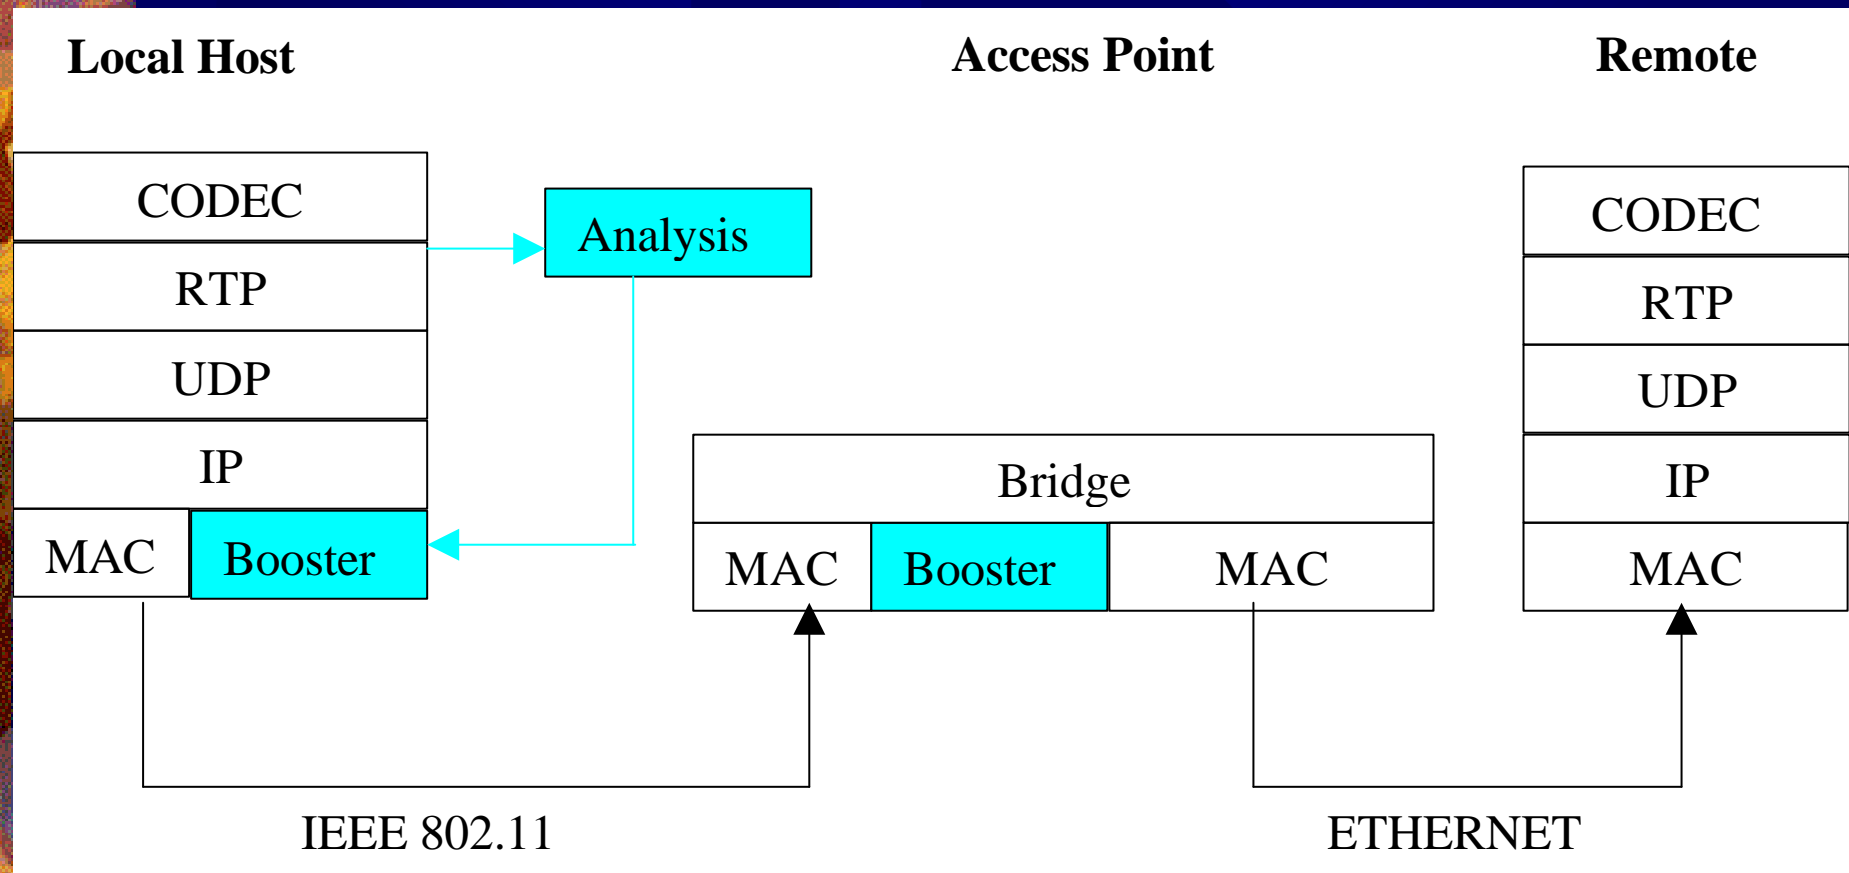 Local Host
Access Point
Remote
CODEC
RTP
UDP
IP
MAC
Booster
Analysis
Bridge
MAC
Booster
MAC
CODEC
RTP
UDP
IP
MAC
IEEE 802.11
ETHERNET